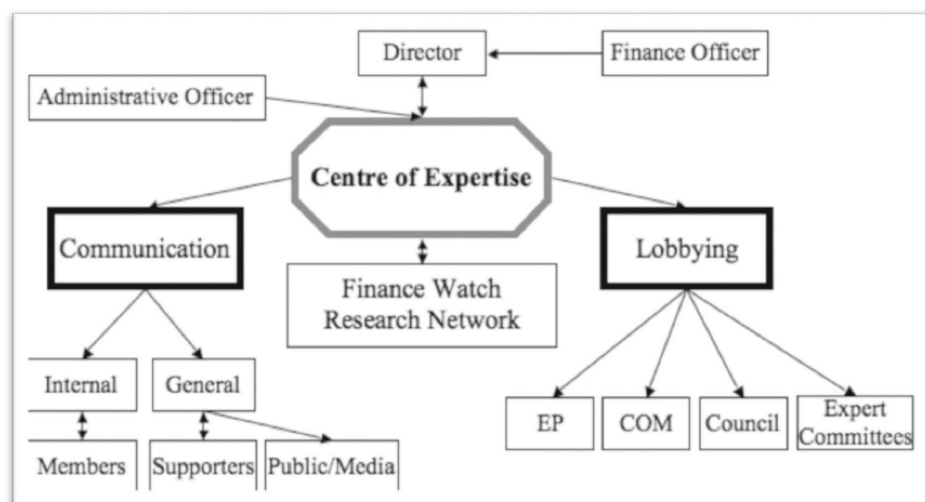 Director
Finance Officer
Administrative Officer
Centre of Expertise
Communication
Lobbying
Finance Watch
Research Network
Internal
General
EP
COM
Council
Expert
Committees
Members
Supporters
Public/Media